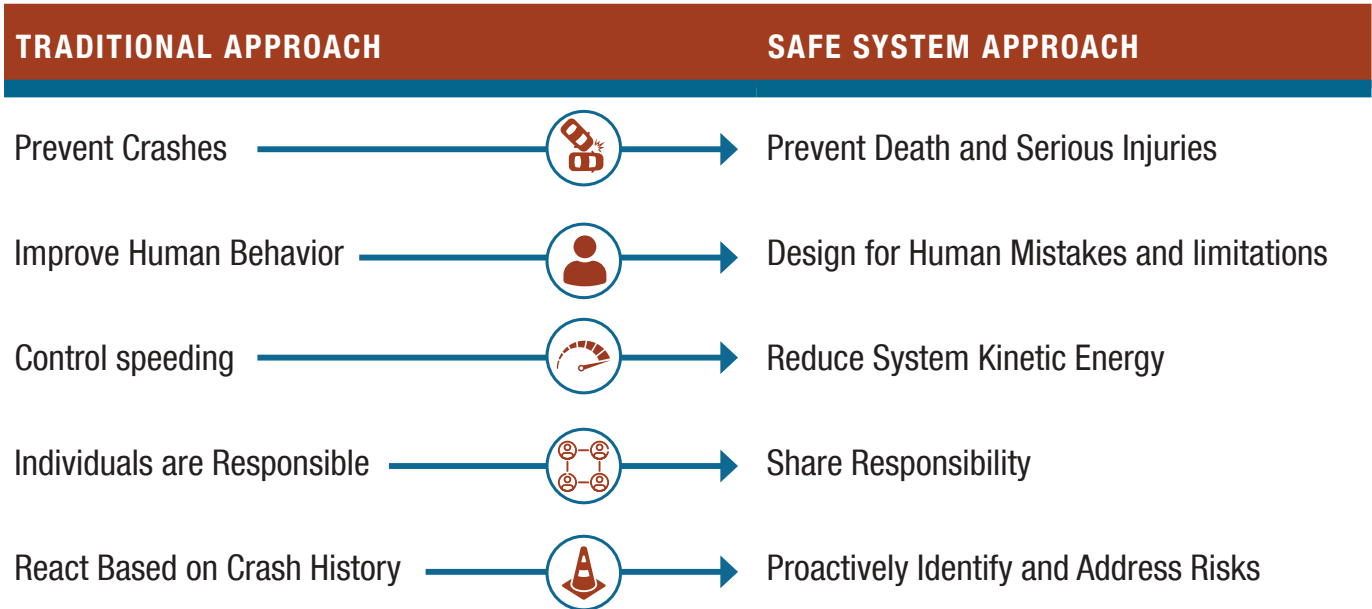 TRADITIONAL APPROACH
SAFE SYSTEM APPROACH
Prevent Crashes
Prevent Death and Serious Injuries
Improve Human Behavior
Design for Human Mistakes and limitations
Control speeding
Reduce System Kinetic Energy
Individuals are Responsible
Share Responsibility
React Based on Crash History
Proactively Identify and Address Risks